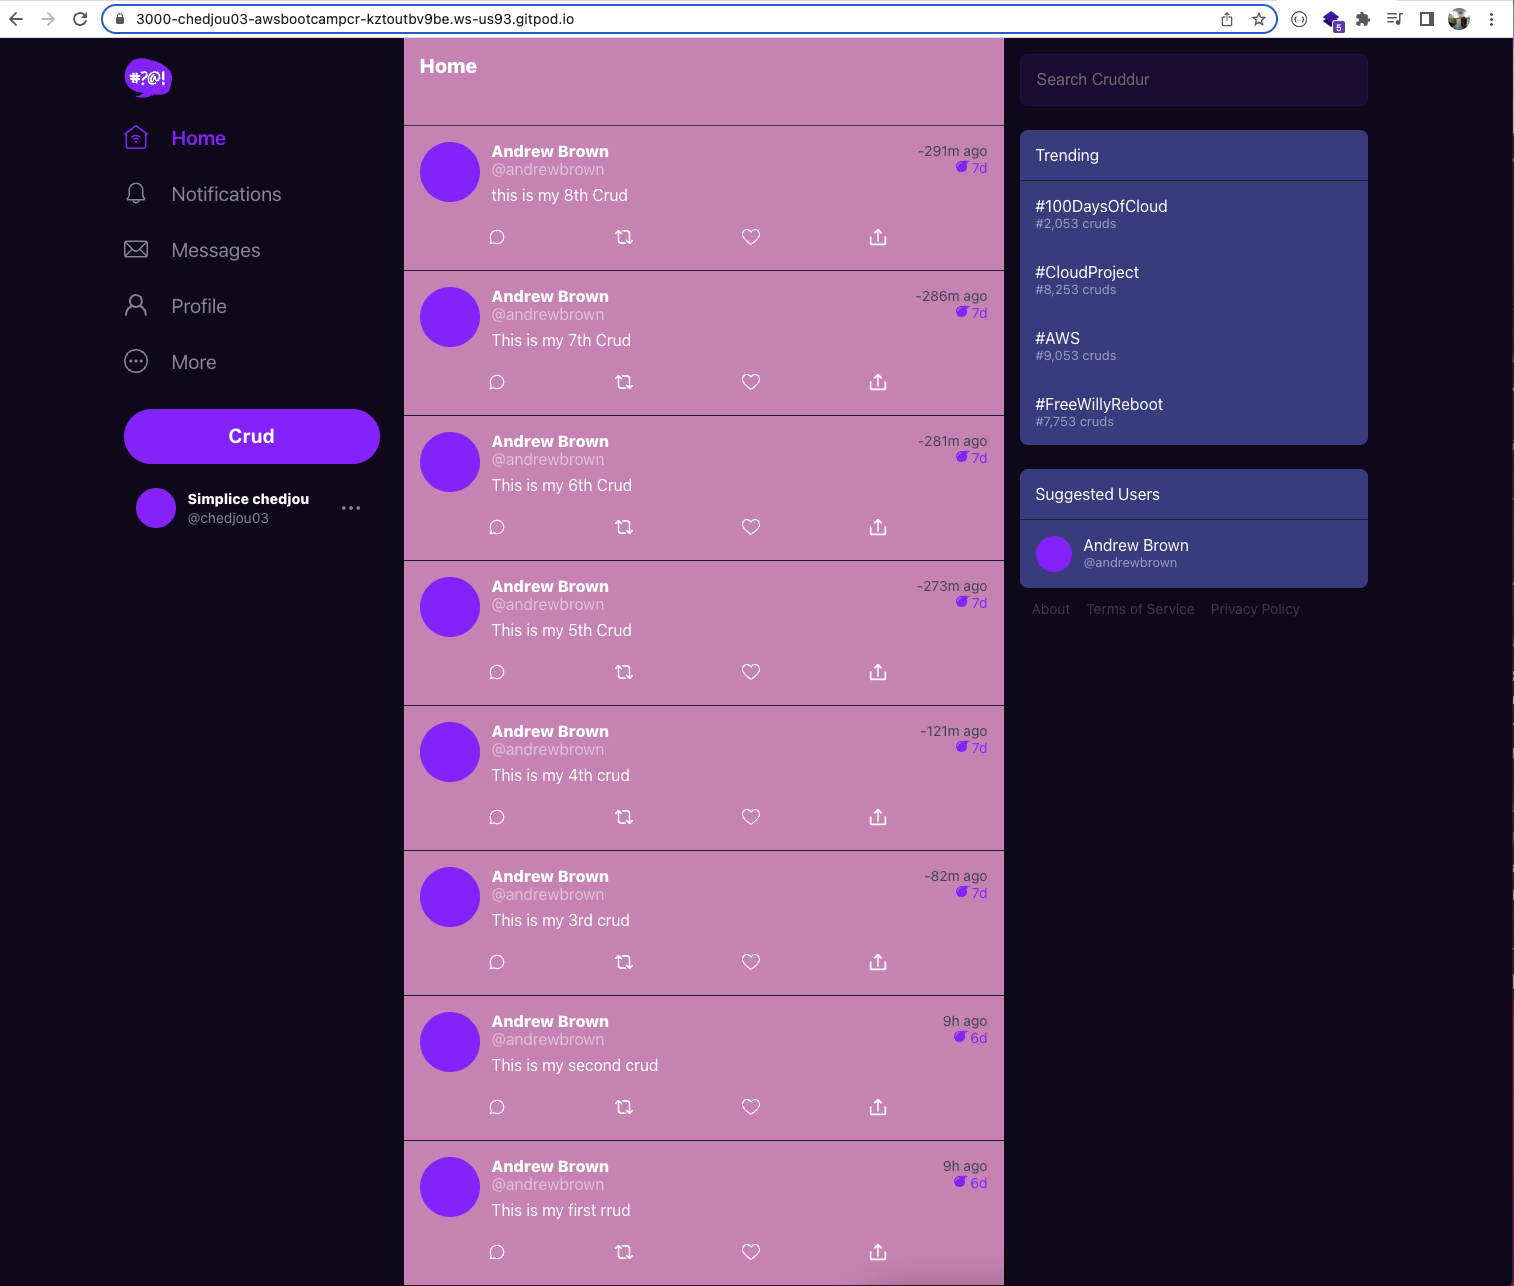 3000-chedjou03-awsbootcampcr-kztoutbv9be.ws-us93.gitpod.io
5
#?@!
Home
Notifications
Messages
Profile
More
Crud
Simplice chedjou
@chedjou03
Home
Andrew Brown
-291m ago
@andrewbrown
7d
this is my 8th Crud
Andrew Brown
-286m ago
@andrewbrown
7d
This is my 7th Crud
Andrew Brown
-281m ago
@andrewbrown
7d
This is my 6th Crud
Andrew Brown
-273m ago
@andrewbrown
7d
This is my 5th Crud
Andrew Brown
-121m ago
@andrewbrown
7d
This is my 4th crud
Andrew Brown
-82m ago
@andrewbrown
7d
This is my 3rd crud
Andrew Brown
9h ago
@andrewbrown
6d
This is my second crud
Andrew Brown
9h ago
@andrewbrown
6d
This is my first rrud
Search Cruddur
Trending
#100DaysOfCloud
#2,053 cruds
#CloudProject
#8,253 cruds
#AWS
#9,053 cruds
#FreeWillyReboot
#7,753 cruds
Suggested Users
Andrew Brown
@andrewbrown
About Terms of Service Privacy Policy